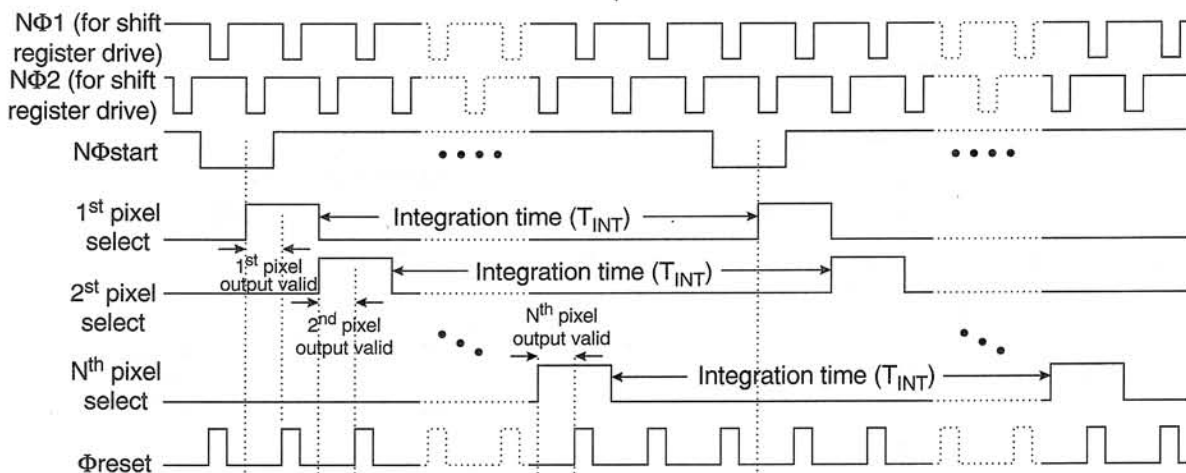 NΦ1 (for shift
register drive)
NΦ2 (for shift
register drive)
NΦstart
1st pixel
select
Integration time (TINT)
1st pixel
output valid
2st pixel
select
Integration time (TINT)
2nd pixel
output valid
Nth pixel
output valid
Nth pixel
select
Integration time (TINT)
Φreset